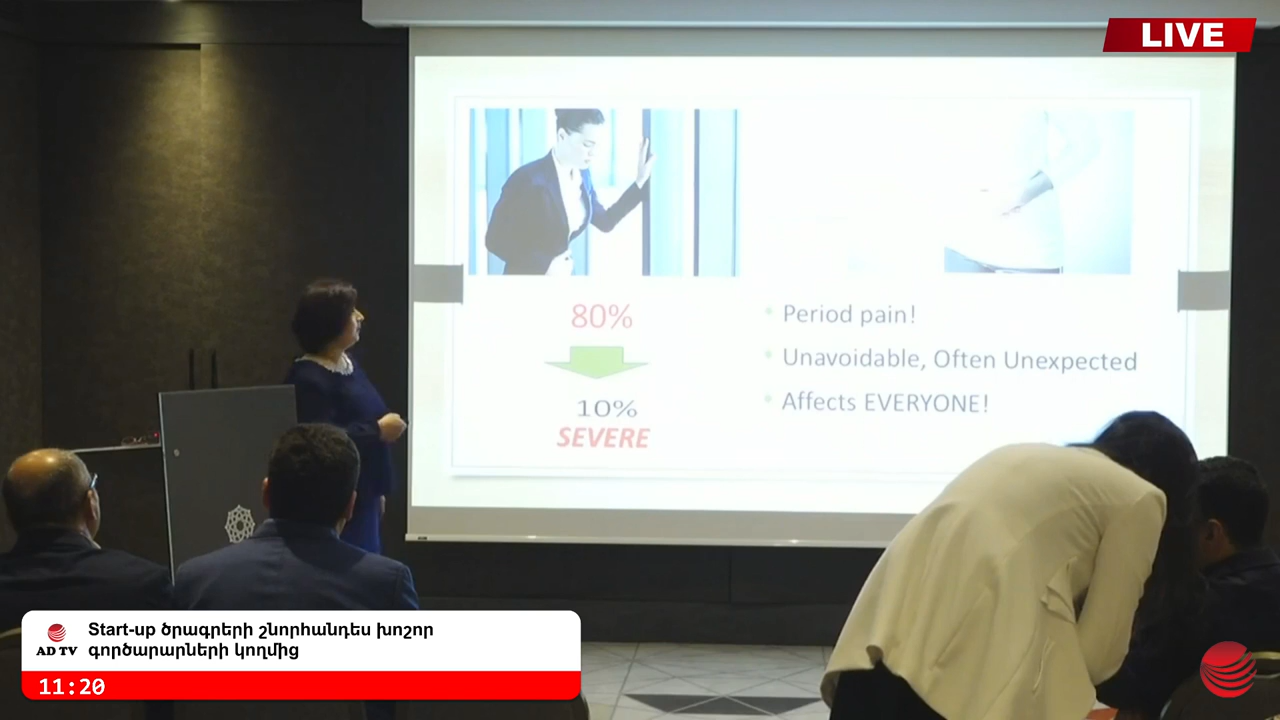 LIVE
80%
10%
SEVERE
Period pain!
Unavoidable, Often Unexpected
Affects EVERYONE!
AD TV
Start-up ծրագրերի շնորհանդես խոշոր
գործարարների կողմից
11:20